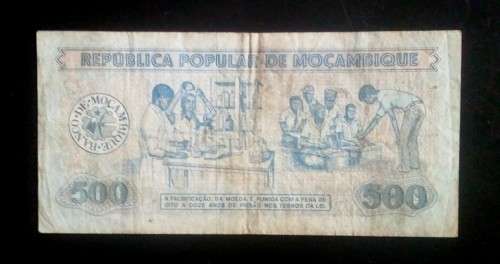 REPÚBLICA POPULAR DE MOÇAMBIQUE
BANCO DE MOÇAMBIQUE
500
A FALSIFICAÇÃO DA MOEDA É PUNIDA COM A PENA DE
OITO A DOZE ANOS DE PRISÃO NOS TERMOS DA LEI.
500